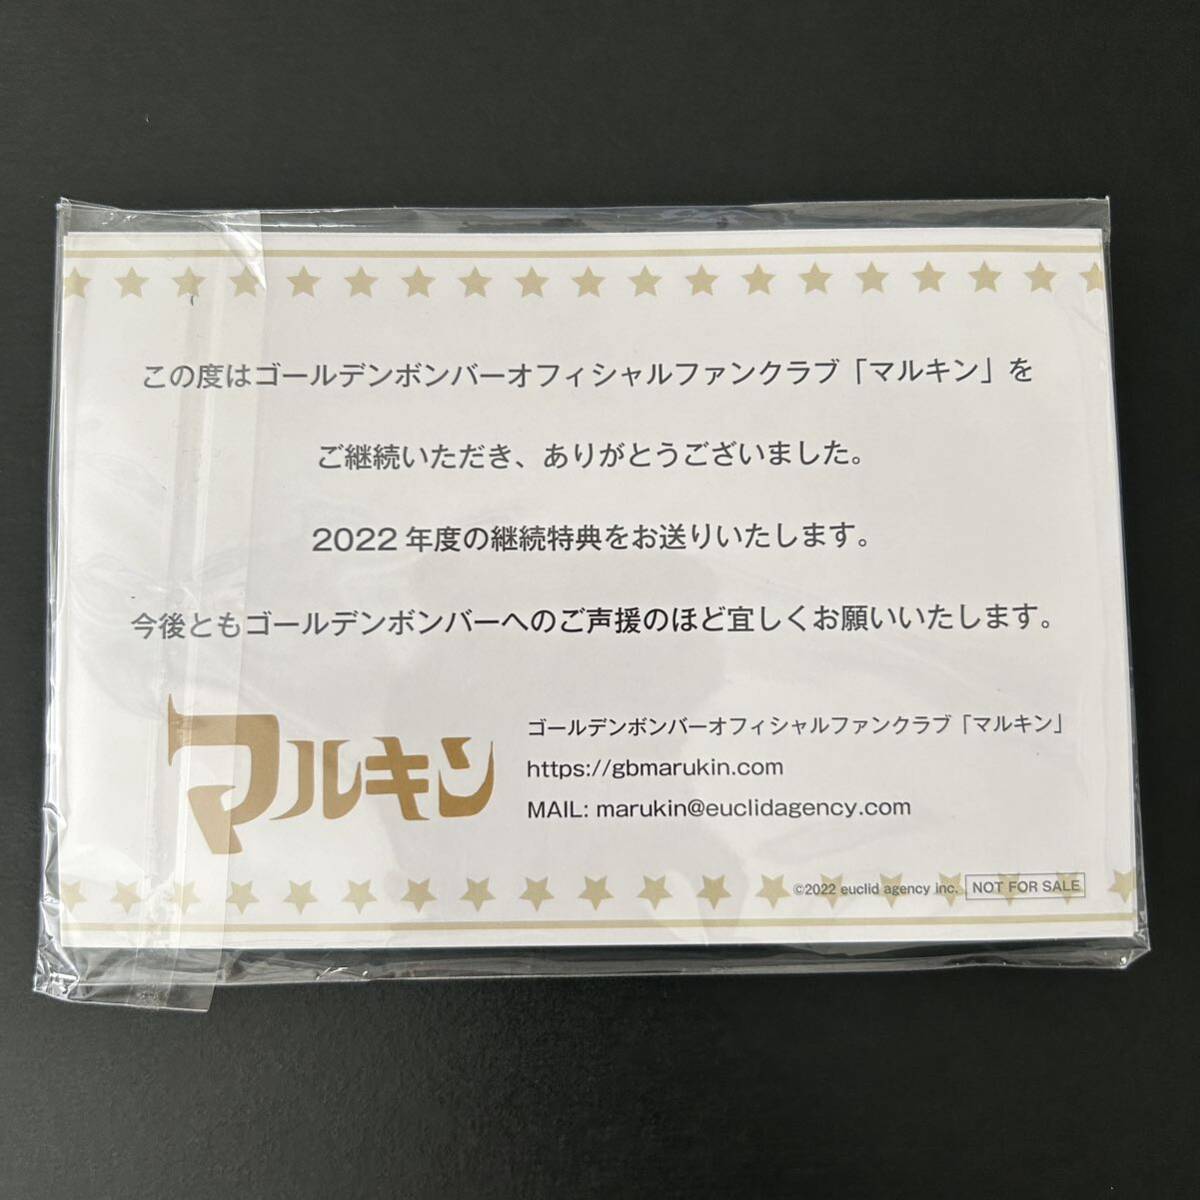 この度はゴールデンボンバーオフィシャルファンクラブ「マルキン」を
ご継続いただき、ありがとうございました。
2022 年度の継続特典をお送りいたします。
今後ともゴールデンボンバーへのご声援のほど宜しくお願いいたします。
マルキン
ゴールデンボンバーオフィシャルファンクラブ「マルキン」
https://gbmarukin.com
MAIL: marukin@euclidagency.com
©2022 euclid agency inc. NOT FOR SALE